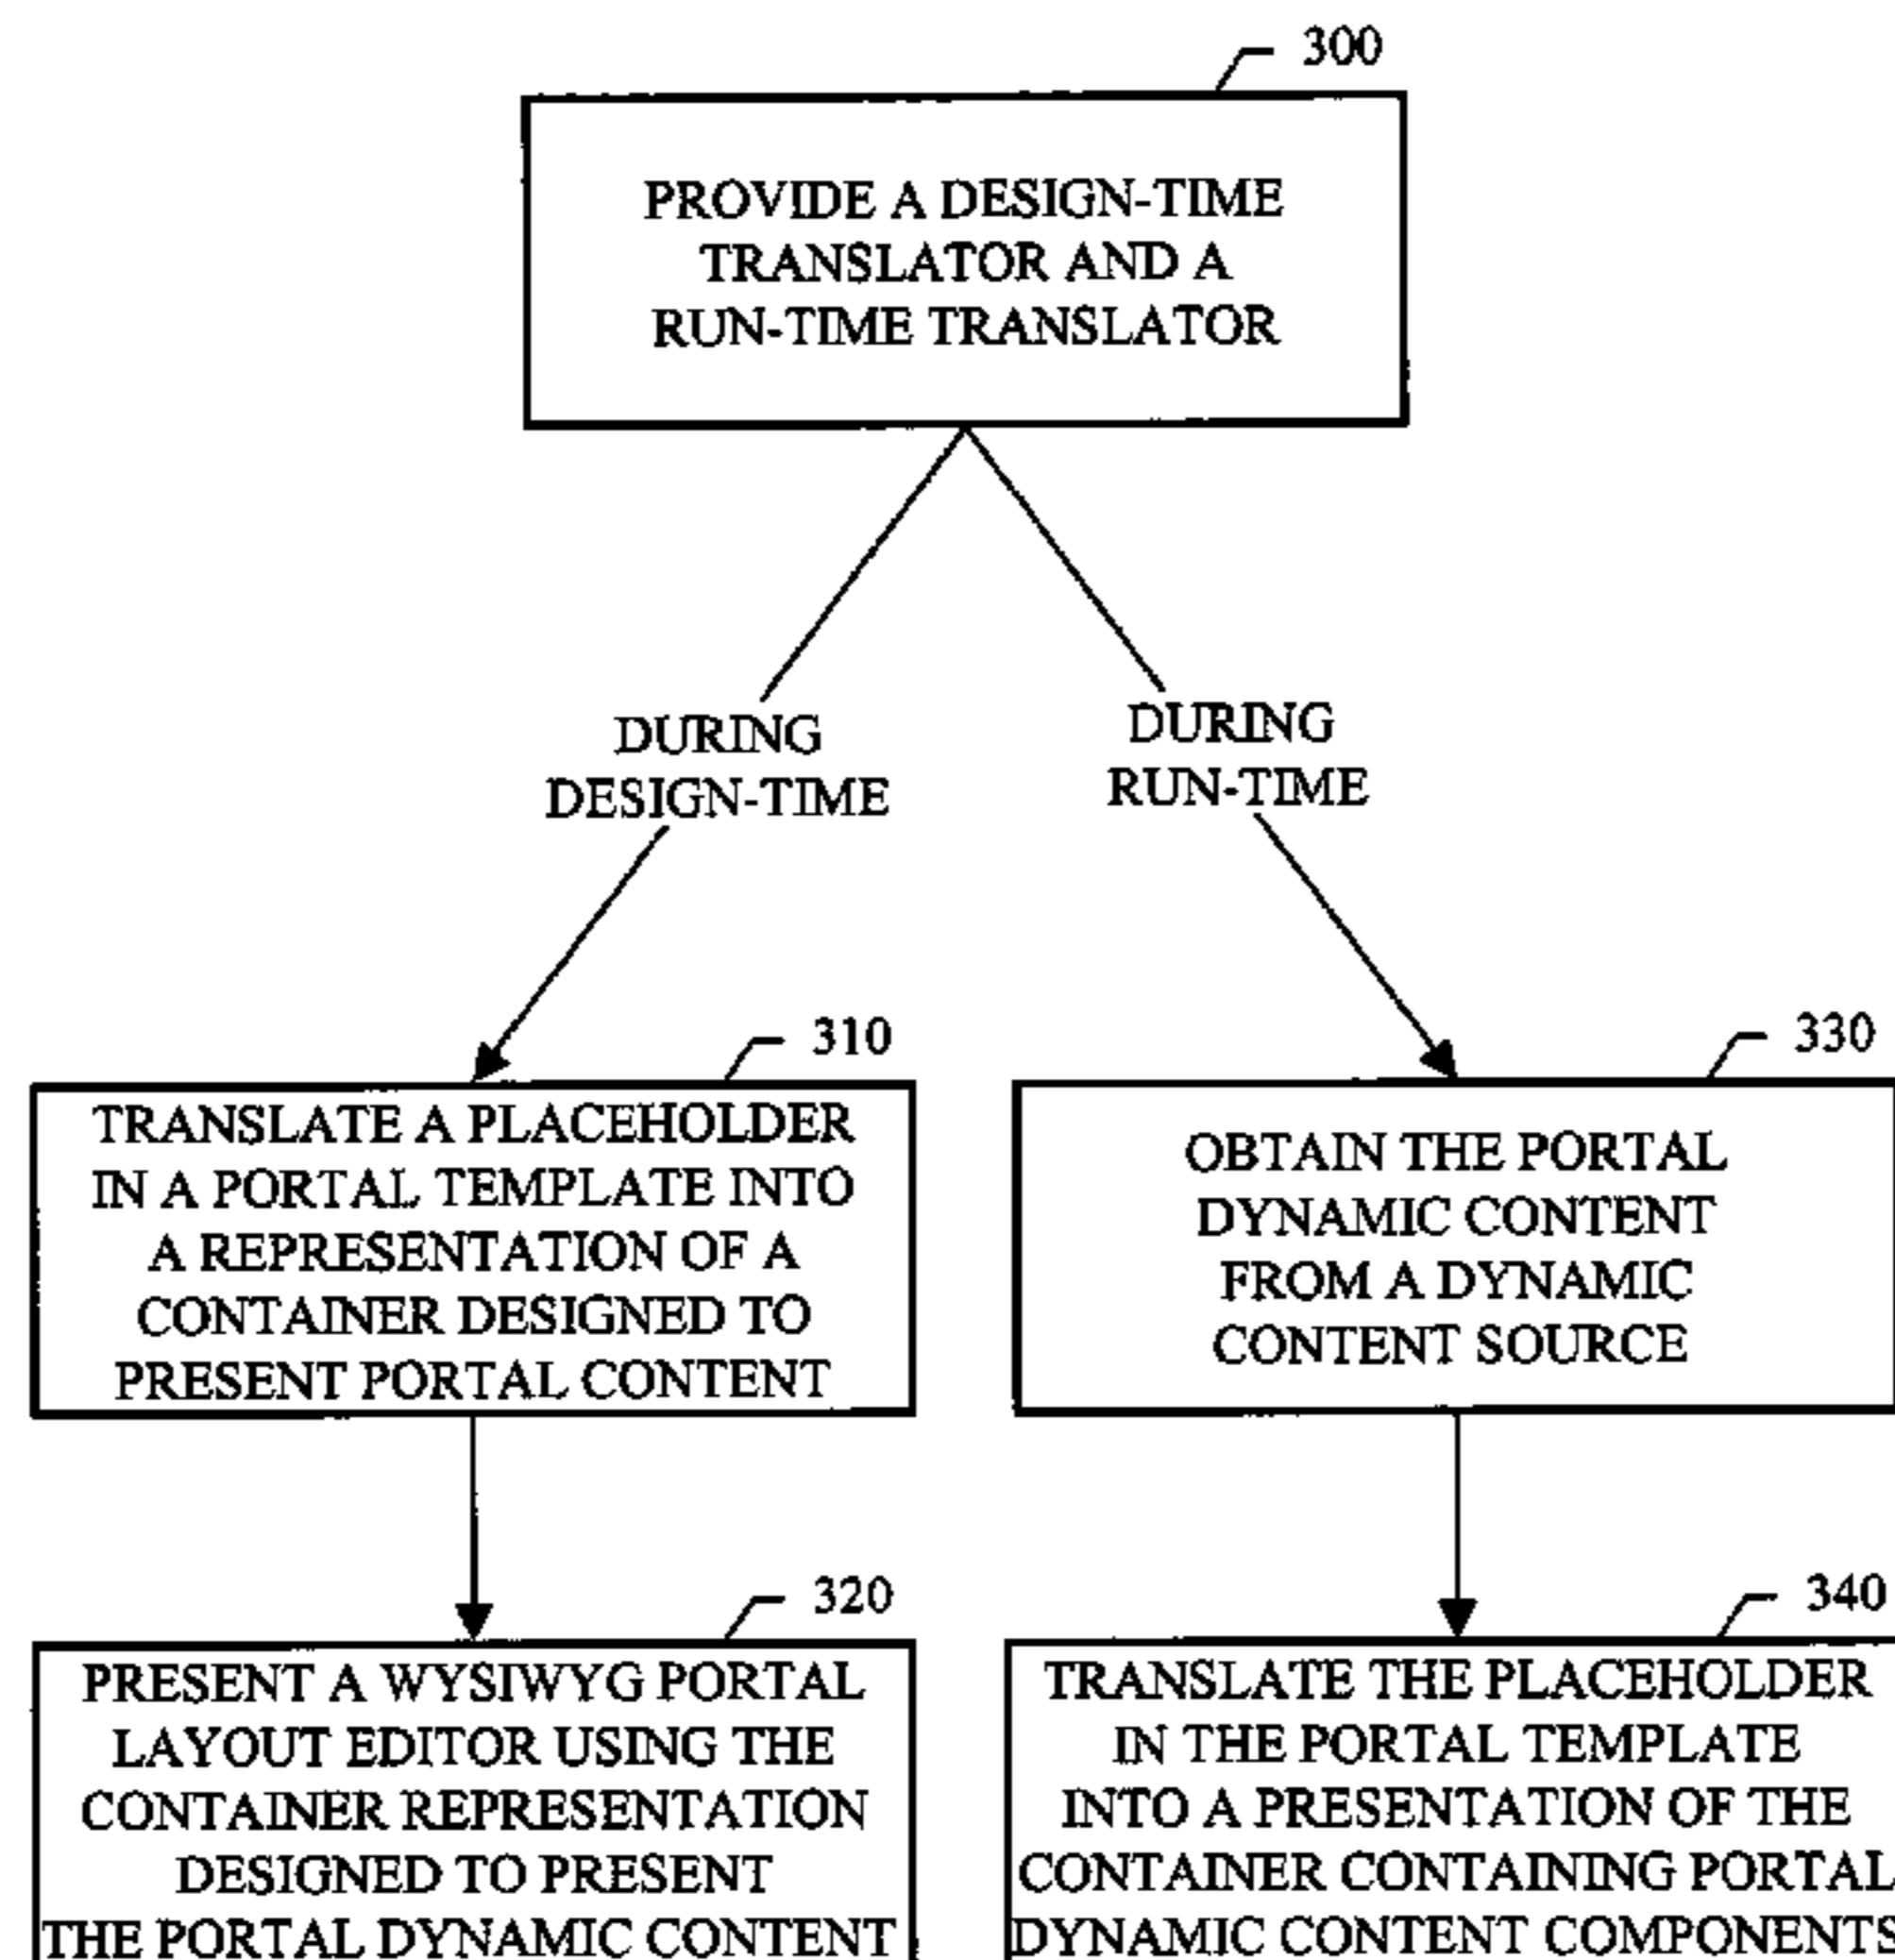 300
PROVIDE A DESIGN-TIME
TRANSLATOR AND A
RUN-TIME TRANSLATOR
DURING
DESIGN-TIME
DURING
RUN-TIME
310
TRANSLATE A PLACEHOLDER
IN A PORTAL TEMPLATE INTO
A REPRESENTATION OF A
CONTAINER DESIGNED TO
PRESENT PORTAL CONTENT
330
OBTAIN THE PORTAL
DYNAMIC CONTENT
FROM A DYNAMIC
CONTENT SOURCE
320
PRESENT A WYSIWYG PORTAL
LAYOUT EDITOR USING THE
CONTAINER REPRESENTATION
DESIGNED TO PRESENT
THE PORTAL DYNAMIC CONTENT
340
TRANSLATE THE PLACEHOLDER
IN THE PORTAL TEMPLATE
INTO A PRESENTATION OF THE
CONTAINER CONTAINING PORTAL
DYNAMIC CONTENT COMPONENTS